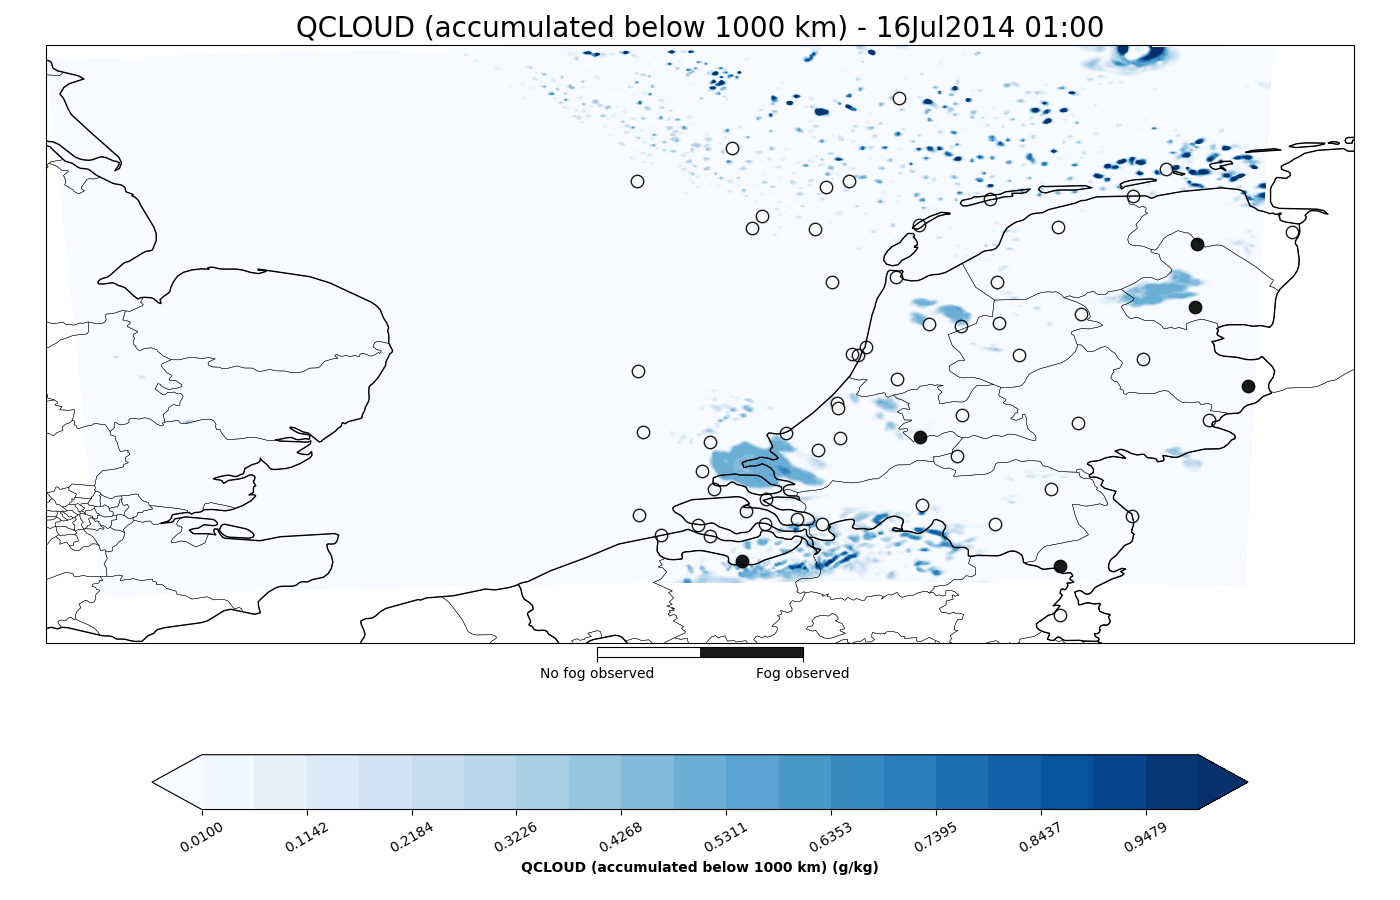 QCLOUD (accumulated below 1000 km) - 16Jul2014 01:00
No fog observed Fog observed
0.0100 0.1142 0.2184 0.3226 0.4268 0.5311 0.6353 0.7395 0.8437 0.9479
QCLOUD (accumulated below 1000 km) (g/kg)